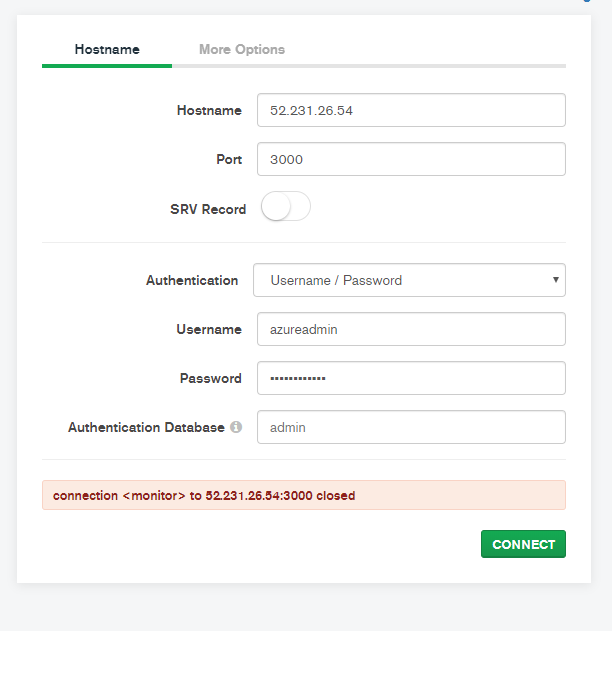 Hostname More Options
Hostname 52.231.26.54
Port 3000
SRV Record
Authentication Username / Password
Username azureadmin
Password ••••••••••••
Authentication Database admin
connection <monitor> to 52.231.26.54:3000 closed
CONNECT